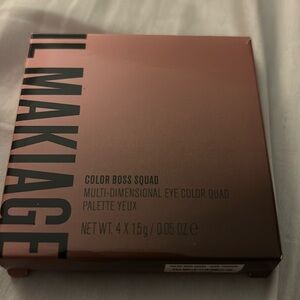 IL MAKIAGE
COLOR BOSS SQUAD
MULTI-DIMENSIONAL EYE COLOR QUAD
PALETTE YEUX
NET WT. 4 X 1.5g / 0.05 OZ ℮